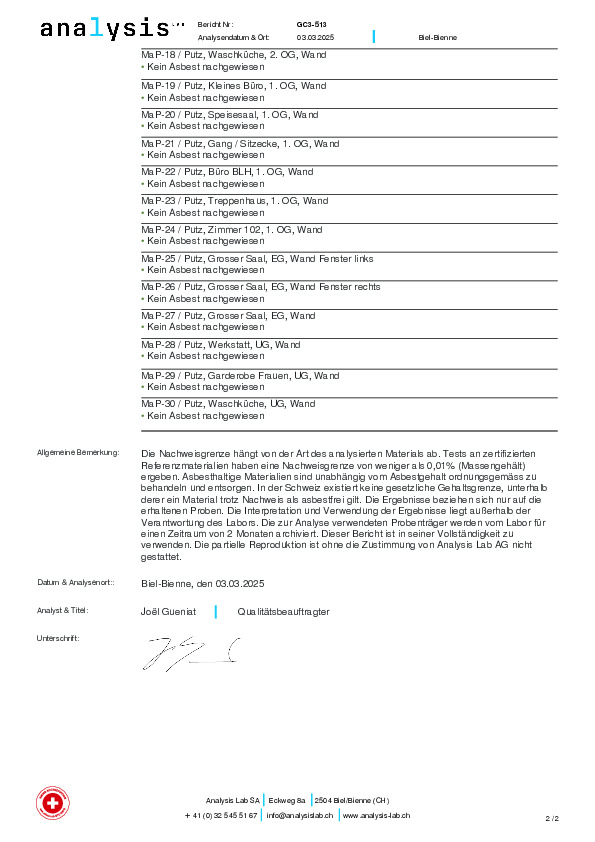 analysis
Bericht Nr: GC3-513
Analysendatum & Ort: 03.03.2025 Biel-Bienne
MaP-18 / Putz, Waschküche, 2. OG, Wand
• Kein Asbest nachgewiesen
MaP-19 / Putz, Kleines Büro, 1. OG, Wand
• Kein Asbest nachgewiesen
MaP-20 / Putz, Speisesaal, 1. OG, Wand
• Kein Asbest nachgewiesen
MaP-21 / Putz, Gang / Sitzecke, 1. OG, Wand
• Kein Asbest nachgewiesen
MaP-22 / Putz, Büro BLH, 1. OG, Wand
• Kein Asbest nachgewiesen
MaP-23 / Putz, Treppenhaus, 1. OG, Wand
• Kein Asbest nachgewiesen
MaP-24 / Putz, Zimmer 102, 1. OG, Wand
• Kein Asbest nachgewiesen
MaP-25 / Putz, Grosser Saal, EG, Wand Fenster links
• Kein Asbest nachgewiesen
MaP-26 / Putz, Grosser Saal, EG, Wand Fenster rechts
• Kein Asbest nachgewiesen
MaP-27 / Putz, Grosser Saal, EG, Wand
• Kein Asbest nachgewiesen
MaP-28 / Putz, Werkstatt, UG, Wand
• Kein Asbest nachgewiesen
MaP-29 / Putz, Garderobe Frauen, UG, Wand
• Kein Asbest nachgewiesen
MaP-30 / Putz, Waschküche, UG, Wand
• Kein Asbest nachgewiesen
Allgemeine Bemerkung: Die Nachweisgrenze hängt von der Art des analysierten Materials ab. Tests an zertifizierten
Referenzmaterialien haben eine Nachweisgrenze von weniger als 0,01% (Massengehält)
ergeben. Asbesthaltige Materialien sind unabhängig vom Asbestgehalt ordnungsgemäss zu
behandeln und entsorgen. In der Schweiz existiert keine gesetzliche Gehaltsgrenze, unterhalb
derer ein Material trotz Nachweis als asbestfrei gilt. Die Ergebnisse beziehen sich nur auf die
erhaltenen Proben. Die Interpretation und Verwendung der Ergebnisse liegt außerhalb der
Verantwortung des Labors. Die zur Analyse verwendeten Probenträger werden vom Labor für
einen Zeitraum von 2 Monaten archiviert. Dieser Bericht ist in seiner Vollständigkeit zu
verwenden. Die partielle Reproduktion ist ohne die Zustimmung von Analysis Lab AG nicht
gestattet.
Datum & Analysenort:: Biel-Bienne, den 03.03.2025
Analyst & Titel: Joël Gueniat Qualitätsbeauftragter
Unterschrift:
Analysis Lab SA Eckweg 8a 2504 Biel/Bienne (CH)
+ 41 (0) 32 545 51 67 info@analysislab.ch www.analysis-lab.ch
2 / 2